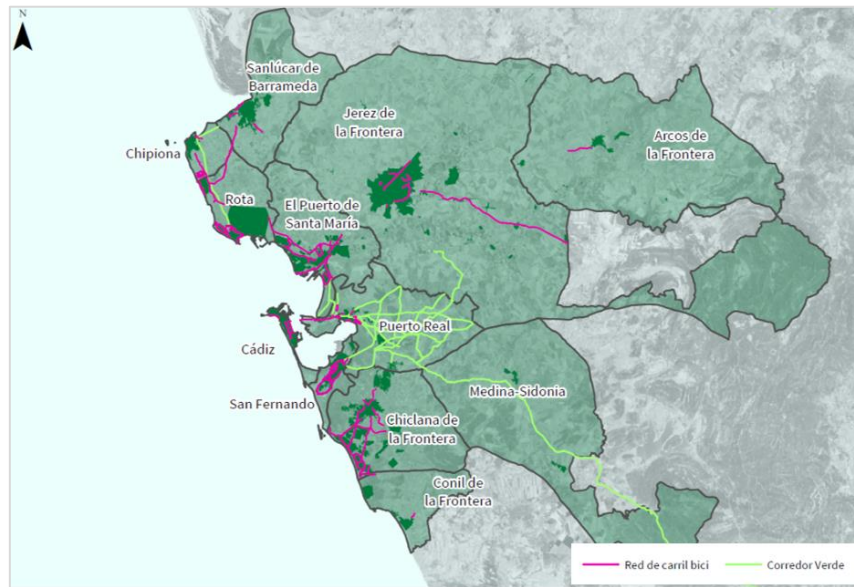 N
Sanlúcar de
Barrameda
Jerez de
la Frontera
Arcos de
la Frontera
Chipiona
Rota
El Puerto de
Santa María
Puerto Real
Cádiz
Medina-Sidonia
San Fernando
Chiclana de
la Frontera
Conil de
la Frontera
Red de carril bici
Corredor Verde